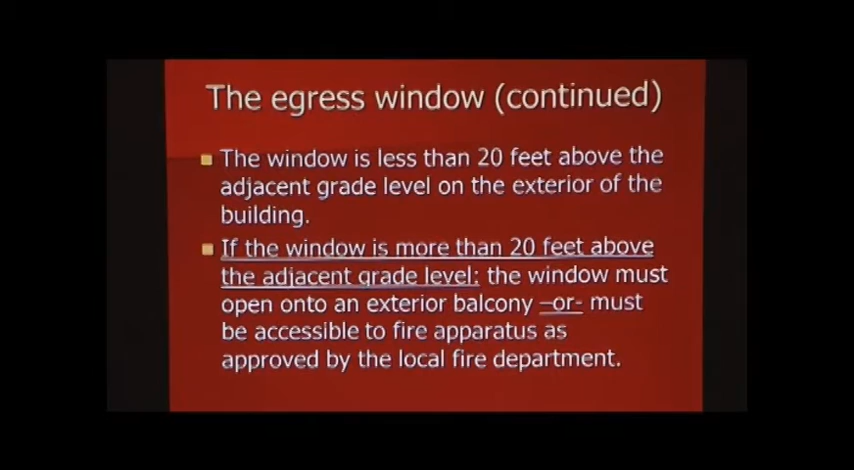 The egress window (continued)
The window is less than 20 feet above the
adjacent grade level on the exterior of the
building.
If the window is more than 20 feet above
the adjacent grade level: the window must
open onto an exterior balcony –or- must
be accessible to fire apparatus as
approved by the local fire department.